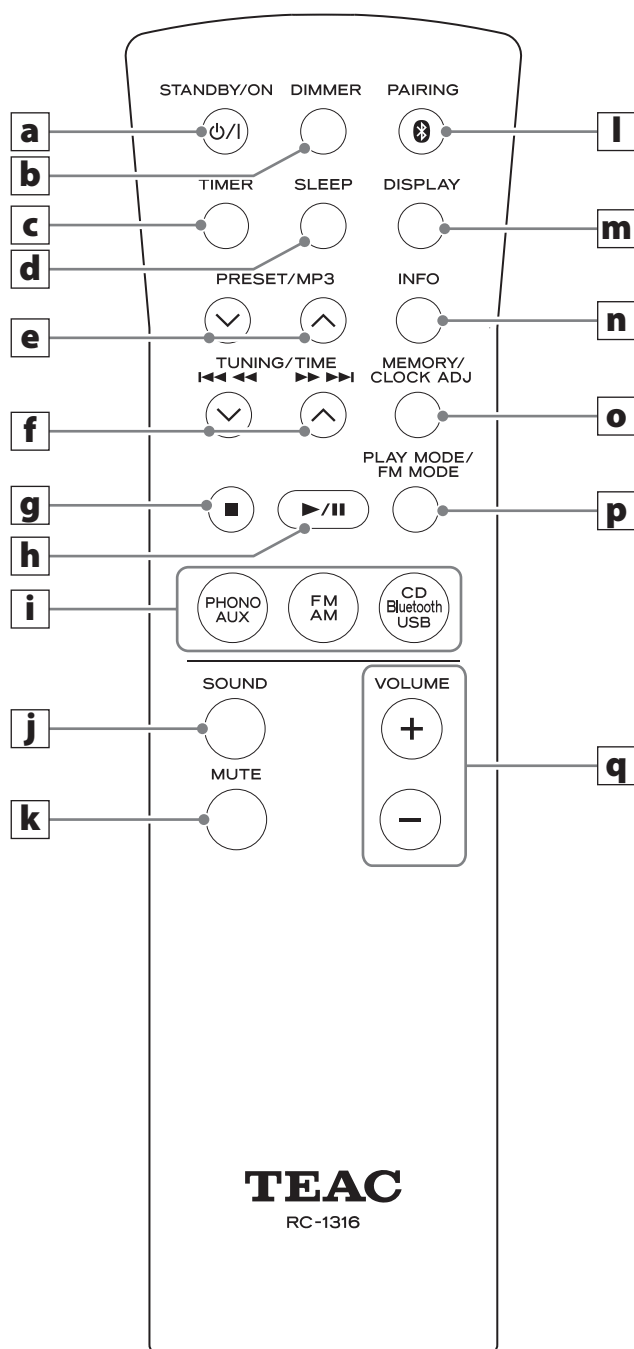 STANDBY/ON DIMMER PAIRING
a
l
b
TIMER SLEEP DISPLAY
c
m
d
PRESET/MP3 INFO
n
e
TUNING/TIME MEMORY/
CLOCK ADJ
o
f
PLAY MODE/
FM MODE
g
p
h
i
PHONO
AUX
FM
AM
CD
Bluetooth
USB
SOUND VOLUME
j
+
q
MUTE
k
−
TEAC
RC-1316